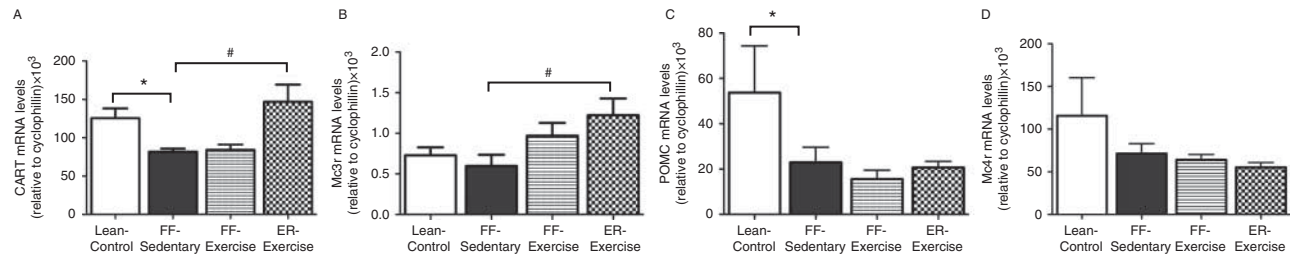 A
CART mRNA levels
(relative to cyclophillin)×10³
200
150
100
50
0
*
#
Lean-
Control
FF-
Sedentary
FF-
Exercise
ER-
Exercise
B
Mc3r mRNA levels
(relative to cyclophillin)×10³
2.0
1.5
1.0
0.5
0.0
#
Lean-
Control
FF-
Sedentary
FF-
Exercise
ER-
Exercise
C
POMC mRNA levels
(relative to cyclophillin)×10³
80
60
40
20
0
*
Lean-
Control
FF-
Sedentary
FF-
Exercise
ER-
Exercise
D
Mc4r mRNA levels
(relative to cyclophillin)×10³
200
150
100
50
0
Lean-
Control
FF-
Sedentary
FF-
Exercise
ER-
Exercise